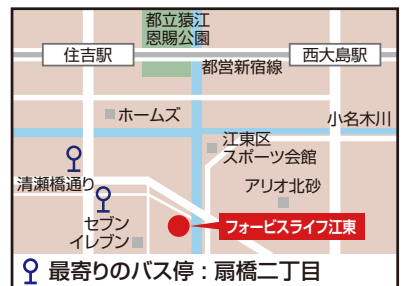 都立猿江
恩賜公園
住吉駅
西大島駅
都営新宿線
ホームズ
小名木川
江東区
スポーツ会館
清瀬橋通り
アリオ北砂
セブン
イレブン
フォービスライフ江東
最寄りのバス停：扇橋二丁目